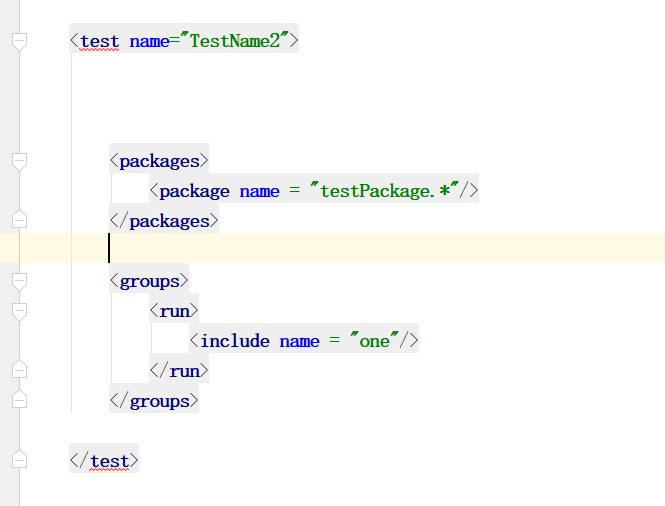 <test name="TestName2">
<packages>
<package name = "testPackage.*"/>
</packages>
<groups>
<run>
<include name = "one"/>
</run>
</groups>
</test>